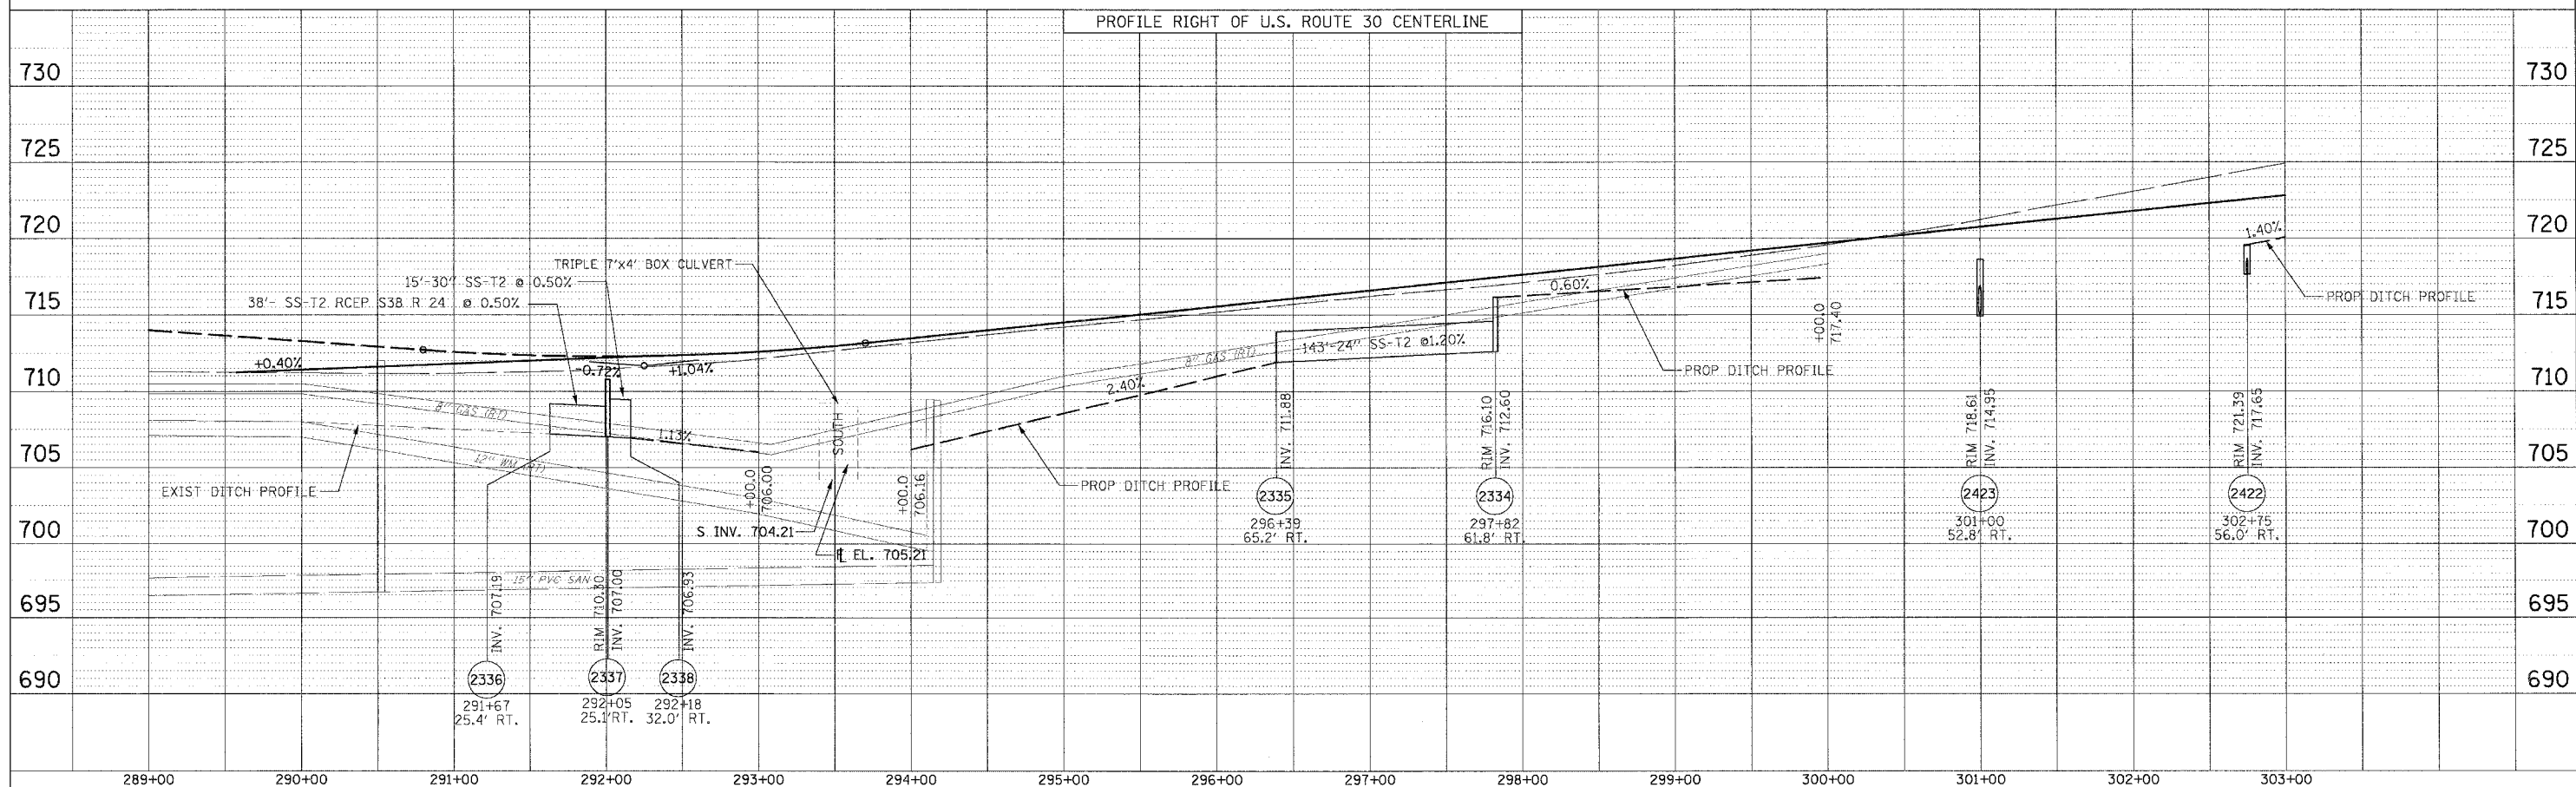 PROFILE RIGHT OF U.S. ROUTE 30 CENTERLINE
730
730
725
725
720
720
715
715
710
710
705
705
700
700
695
695
690
690
TRIPLE 7'x4' BOX CULVERT
15'-30" SS-T2 @ 0.50%
38'- SS-T2 RCEP S38 R 24 @ 0.50%
+0.40%
-0.72%
+1.04%
8" GAS (RT)
1.13%
12" WM (RT)
EXIST DITCH PROFILE
15" PVC SAN
SOUTH
S INV. 704.21
℄ EL. 705.21
+00.0
706.00
+00.0
706.16
PROP DITCH PROFILE
2.40%
8" GAS (RT)
143'-24" SS-T2 @1.20%
0.60%
PROP DITCH PROFILE
+00.0
717.40
1.40%
PROP DITCH PROFILE
INV. 707.19
2336
291+67
25.4' RT.
RIM 710.30
INV. 707.00
2337
292+05
25.1'RT.
INV. 706.93
2338
292+18
32.0' RT.
INV. 711.88
2335
296+39
65.2' RT.
RIM 716.10
INV. 712.60
2334
297+82
61.8' RT.
RIM 718.61
INV. 714.95
2423
301+00
52.8' RT.
RIM 721.39
INV. 717.65
2422
302+75
56.0' RT.
289+00
290+00
291+00
292+00
293+00
294+00
295+00
296+00
297+00
298+00
299+00
300+00
301+00
302+00
303+00